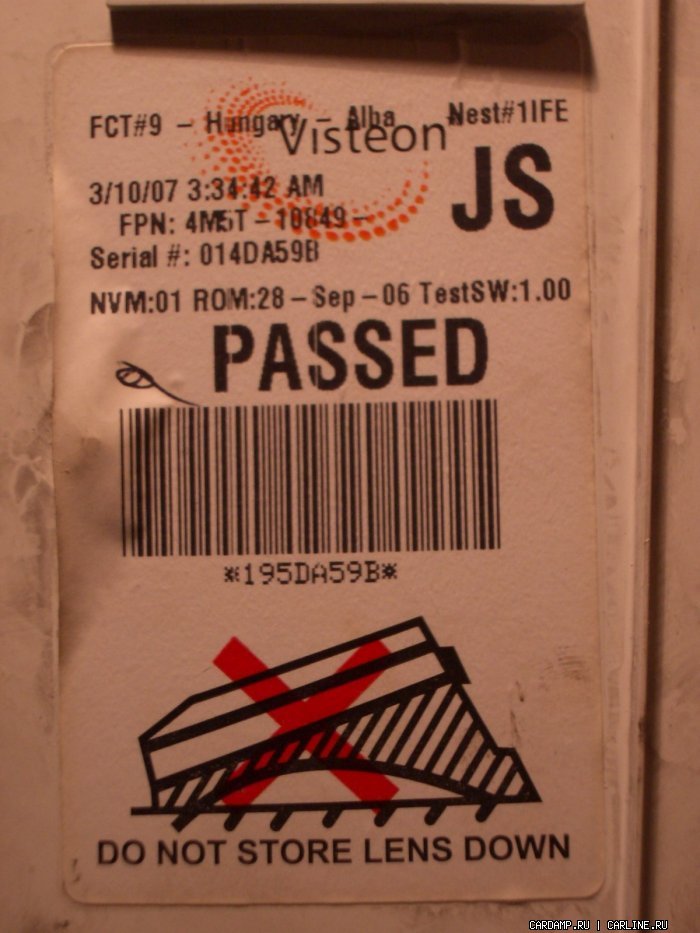 FCT#9 - Hungary - Alba Nest#1IFE
Visteon
JS
3/10/07 3:34:42 AM
FPN: 4M5T-10849-
Serial #: 014DA59B
NVM:01 ROM:28-Sep-06 TestSW:1.00
PASSED
*195DA59B*
DO NOT STORE LENS DOWN
CARDAMP.RU | CARLINE.RU